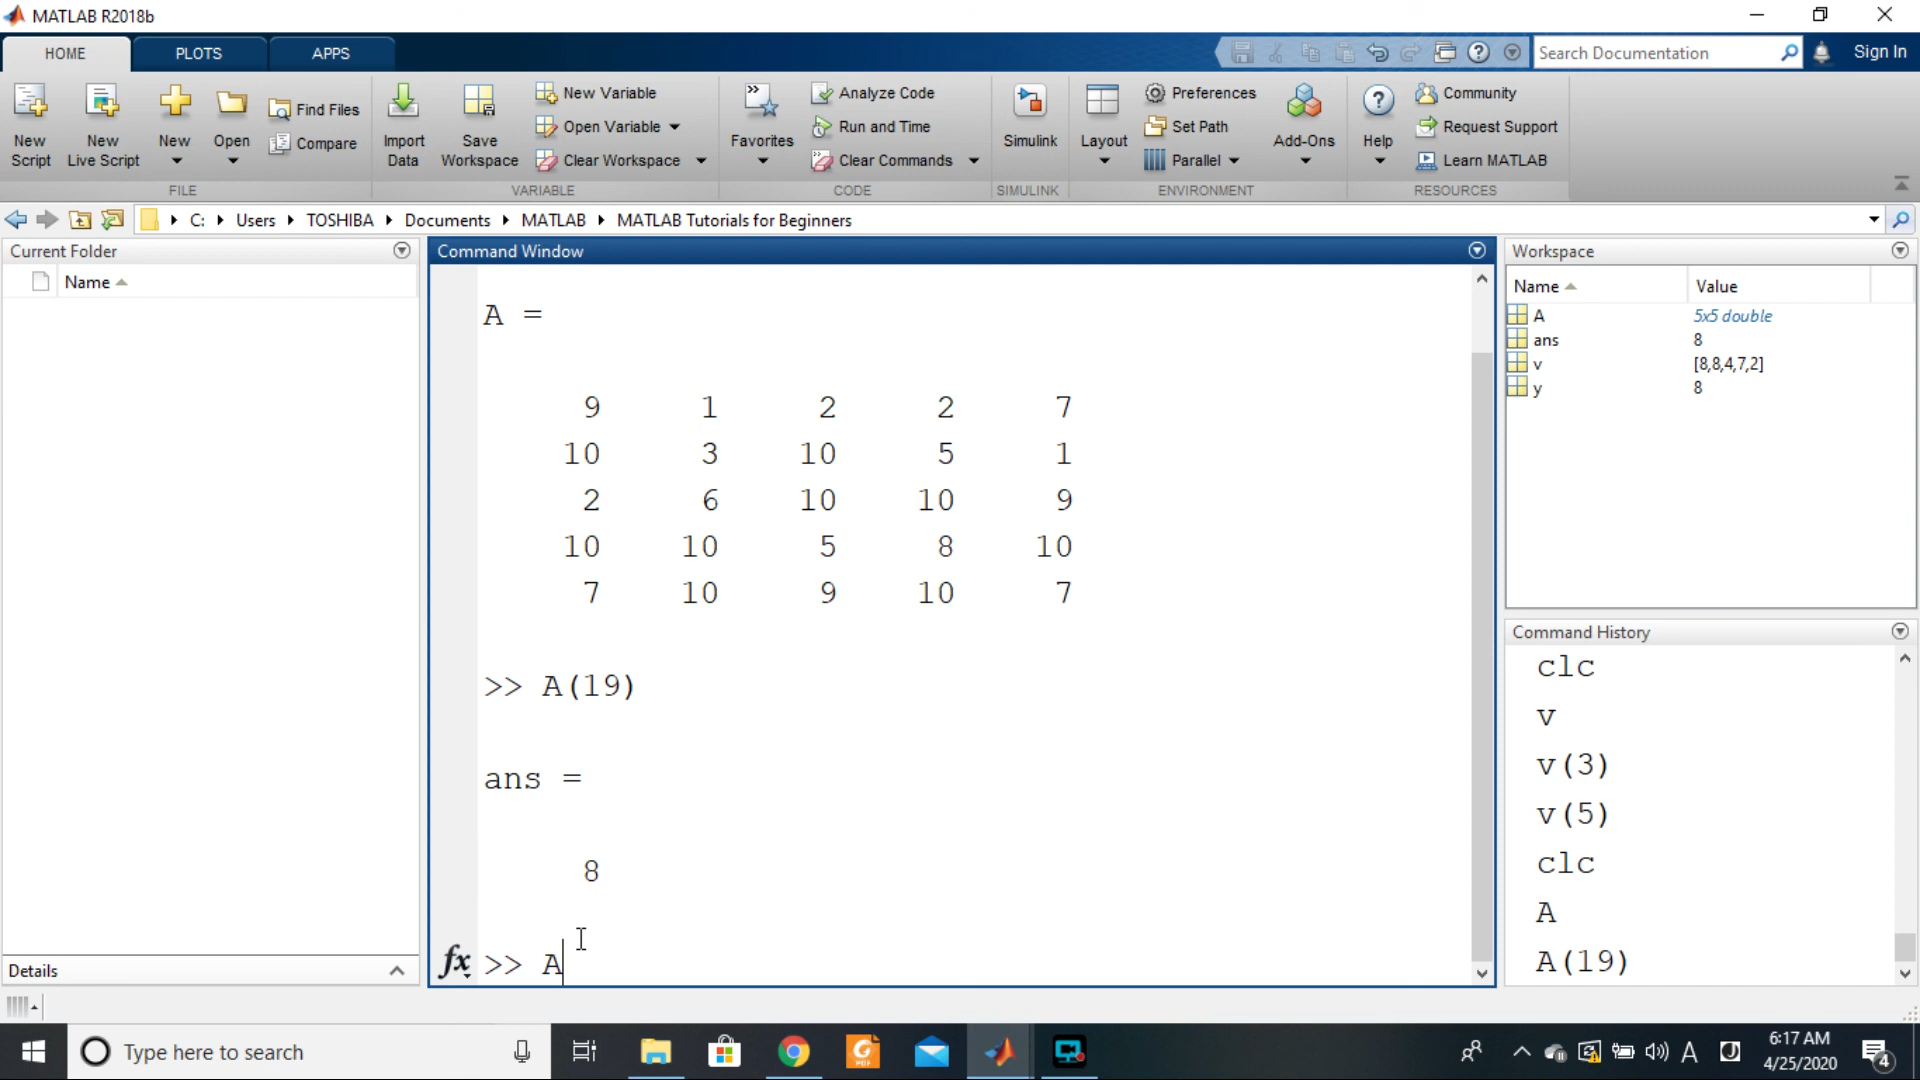 MATLAB R2018b
HOME PLOTS APPS
Search Documentation
Sign In
New Script
New Live Script
New
Open
Find Files
Compare
FILE
Import Data
Save Workspace
New Variable
Open Variable
Clear Workspace
VARIABLE
Favorites
Analyze Code
Run and Time
Clear Commands
CODE
Simulink
SIMULINK
Layout
Preferences
Set Path
Parallel
Add-Ons
ENVIRONMENT
Help
Community
Request Support
Learn MATLAB
RESOURCES
C: Users TOSHIBA Documents MATLAB MATLAB Tutorials for Beginners
Current Folder
Name
Details
Command Window
A =
9 1 2 2 7
10 3 10 5 1
2 6 10 10 9
10 10 5 8 10
7 10 9 10 7
>> A(19)
ans =
8
fx >> A
Workspace
Name Value
A 5x5 double
ans 8
v [8,8,4,7,2]
y 8
Command History
clc
v
v(3)
v(5)
clc
A
A(19)
Type here to search
PDF
A
J
6:17 AM
4/25/2020
4